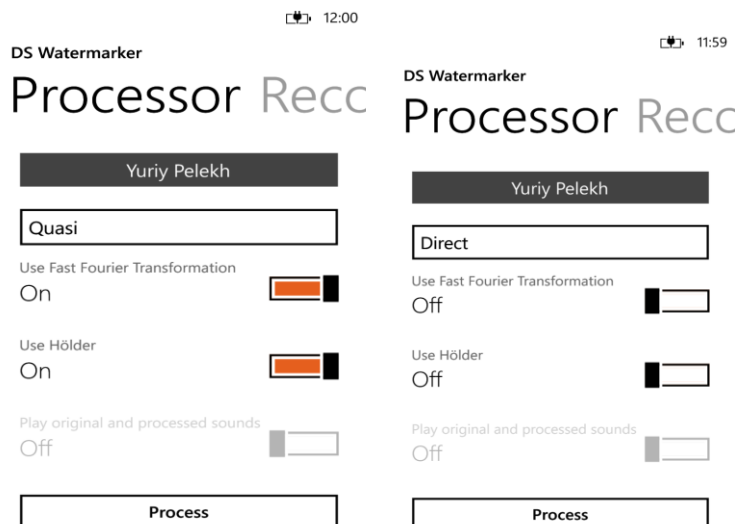 12:00
DS Watermarker
Processor Recc
Yuriy Pelekh
Quasi
Use Fast Fourier Transformation
On
Use Hölder
On
Play original and processed sounds
Off
Process
11:59
DS Watermarker
Processor Recc
Yuriy Pelekh
Direct
Use Fast Fourier Transformation
Off
Use Hölder
Off
Play original and processed sounds
Off
Process